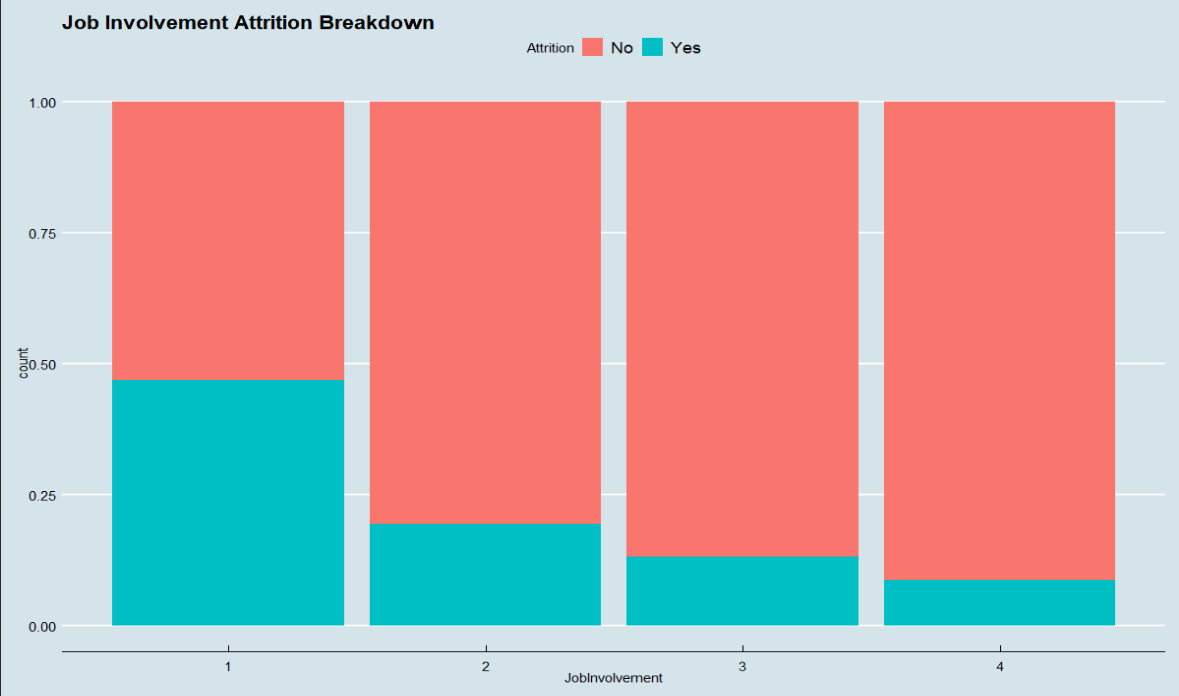 Job Involvement Attrition Breakdown
Attrition No Yes
1.00
0.75
0.50
0.25
0.00
count
1 2 3 4
JobInvolvement